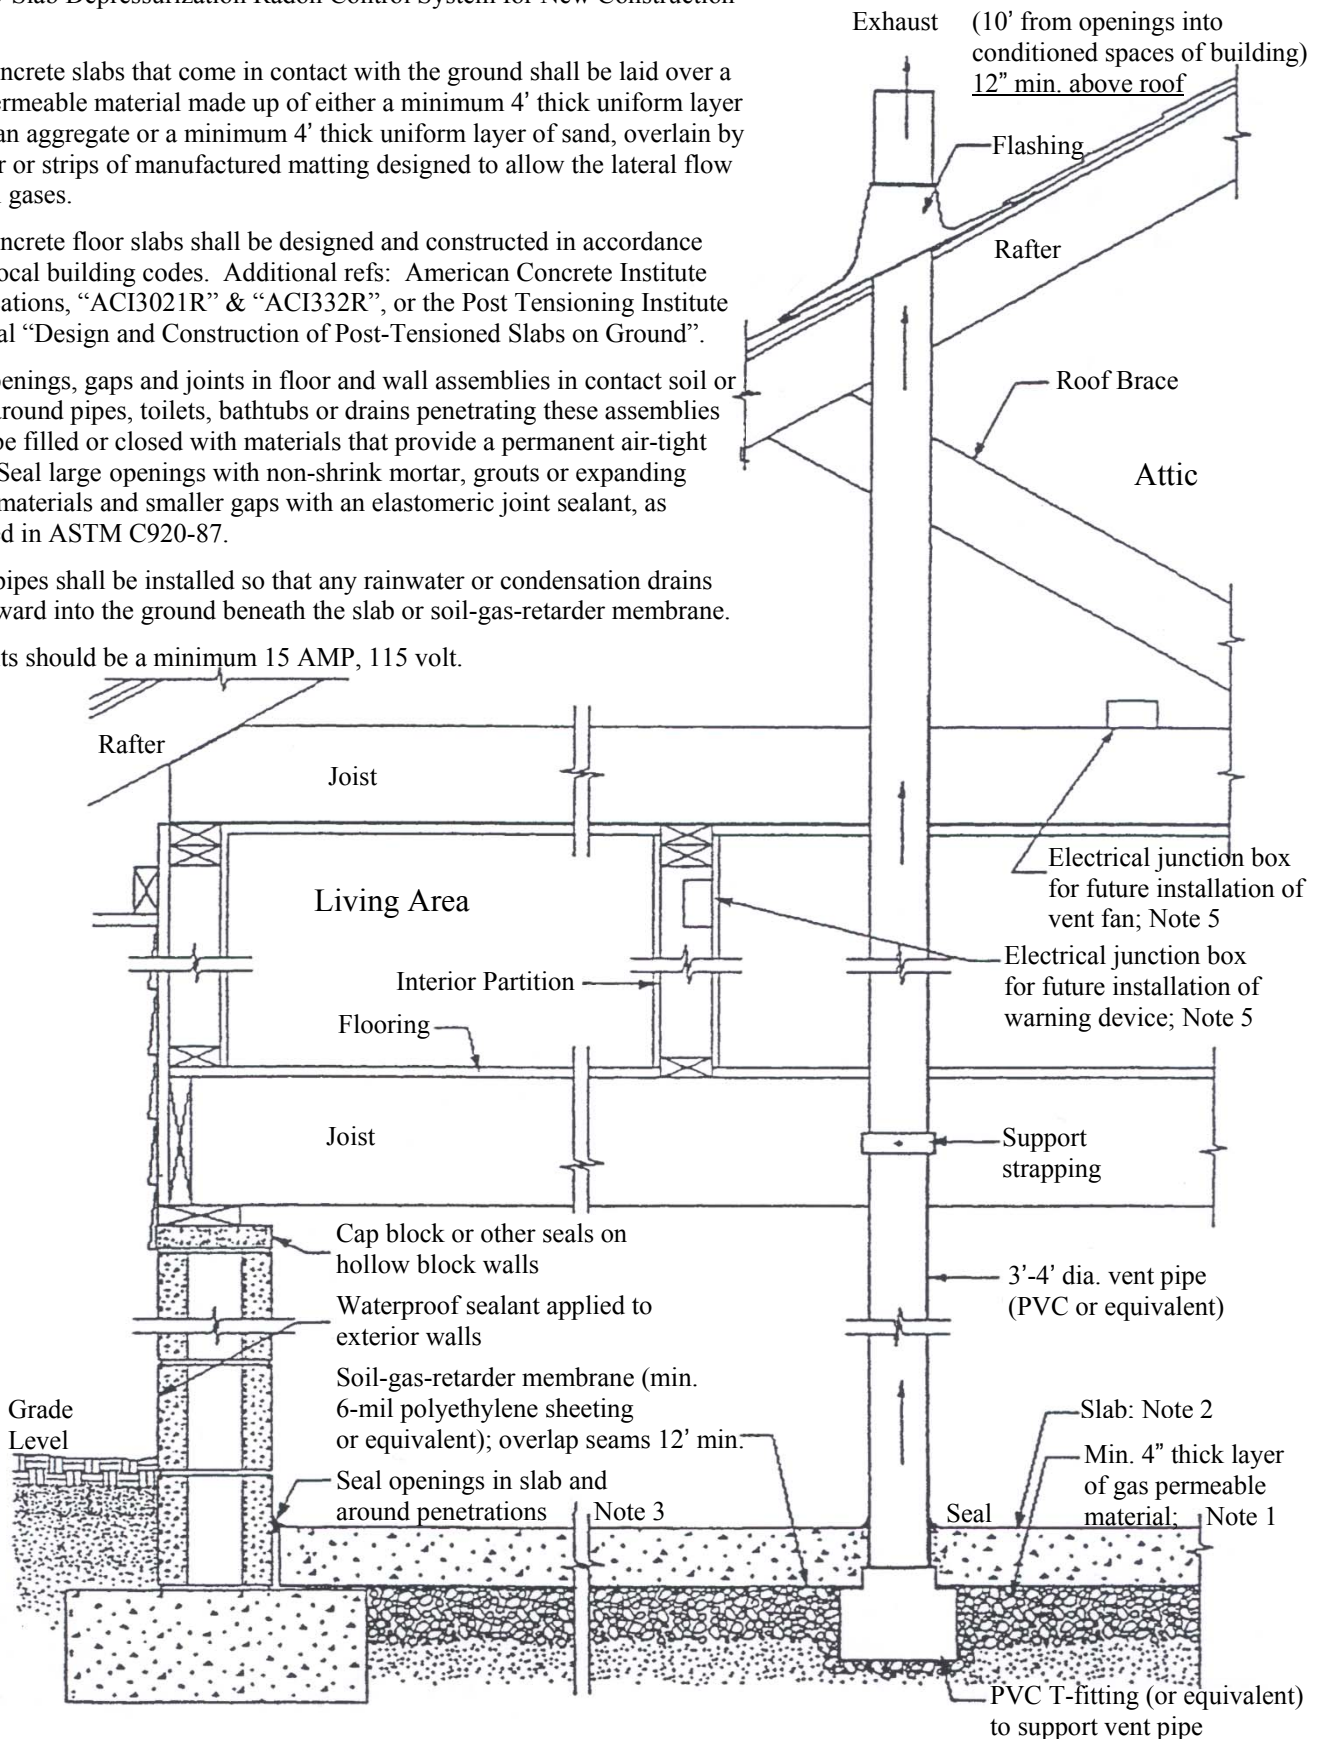 Slab Depressurization Radon Control System for New Construction
ncrete slabs that come in contact with the ground shall be laid over a
ermeable material made up of either a minimum 4’ thick uniform layer
an aggregate or a minimum 4’ thick uniform layer of sand, overlain by
r or strips of manufactured matting designed to allow the lateral flow
gases.
ncrete floor slabs shall be designed and constructed in accordance
ocal building codes.  Additional refs:  American Concrete Institute
ations, “ACI3021R” & “ACI332R”, or the Post Tensioning Institute
al “Design and Construction of Post-Tensioned Slabs on Ground”.
penings, gaps and joints in floor and wall assemblies in contact soil or
around pipes, toilets, bathtubs or drains penetrating these assemblies
be filled or closed with materials that provide a permanent air-tight
Seal large openings with non-shrink mortar, grouts or expanding
materials and smaller gaps with an elastomeric joint sealant, as
ed in ASTM C920-87.
pipes shall be installed so that any rainwater or condensation drains
ward into the ground beneath the slab or soil-gas-retarder membrane.
ts should be a minimum 15 AMP, 115 volt.
Exhaust
(10’ from openings into
conditioned spaces of building)
12” min. above roof
Flashing
Rafter
Roof Brace
Attic
Rafter
Joist
Electrical junction box
for future installation of
vent fan; Note 5
Living Area
Electrical junction box
for future installation of
warning device; Note 5
Interior Partition
Flooring
Joist
Support
strapping
Cap block or other seals on
hollow block walls
3’-4’ dia. vent pipe
(PVC or equivalent)
Waterproof sealant applied to
exterior walls
Soil-gas-retarder membrane (min.
6-mil polyethylene sheeting
or equivalent); overlap seams 12’ min.
Grade
Level
Slab: Note 2
Min. 4” thick layer
of gas permeable
material; Note 1
Seal openings in slab and
around penetrations Note 3
Seal
PVC T-fitting (or equivalent)
to support vent pipe